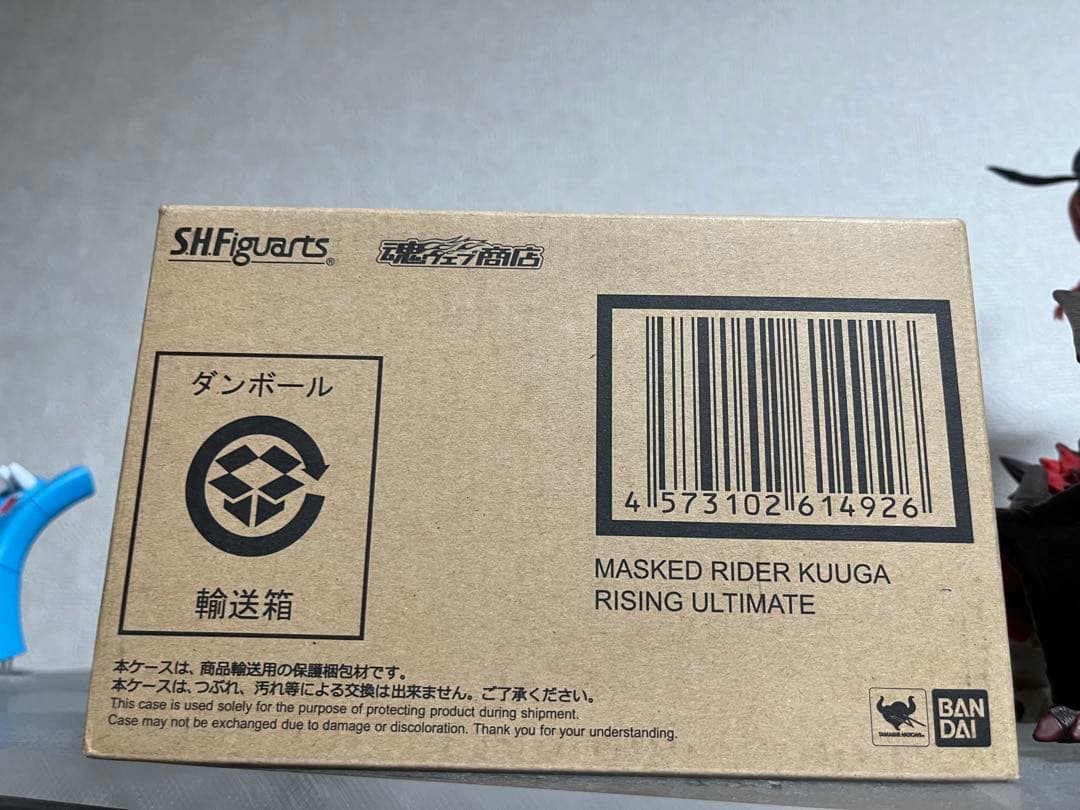 S.H.Figuarts®
魂ウェブ商店
ダンボール
輸送箱
4 573102 614926
MASKED RIDER KUUGA
RISING ULTIMATE
本ケースは、商品輸送用の保護梱包材です。
本ケースは、つぶれ、汚れ等による交換は出来ません。ご了承ください。
This case is used solely for the purpose of protecting product during shipment.
Case may not be exchanged due to damage or discoloration. Thank you for your understanding.
TAMASHII NATIONS
BAN
DAI